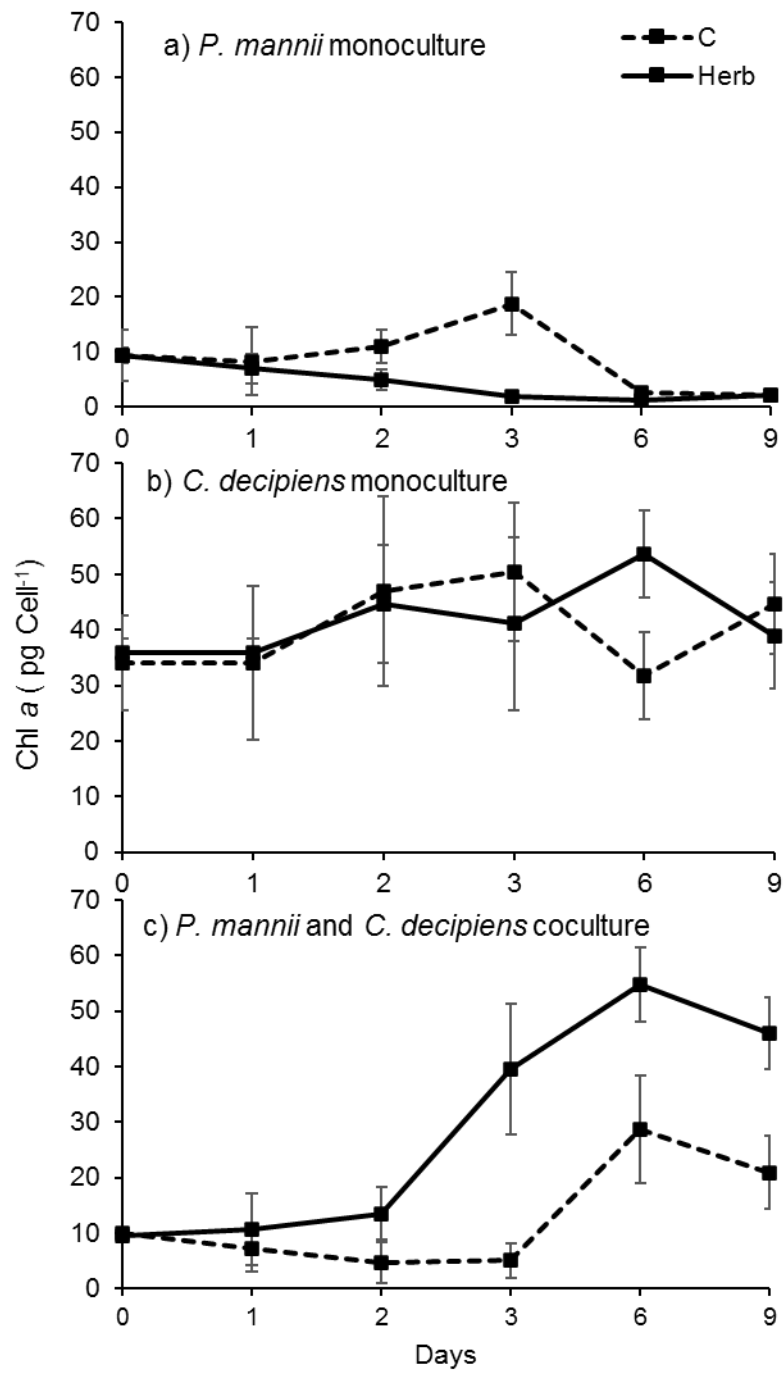 70
60
50
40
30
20
10
0
a) P. mannii monoculture
C
Herb
0 1 2 3 6 9
70
60
50
40
30
20
10
0
b) C. decipiens monoculture
Chl a ( pg Cell-1)
0 1 2 3 6 9
70
60
50
40
30
20
10
0
c) P. mannii and C. decipiens coculture
0 1 2 3 6 9
Days